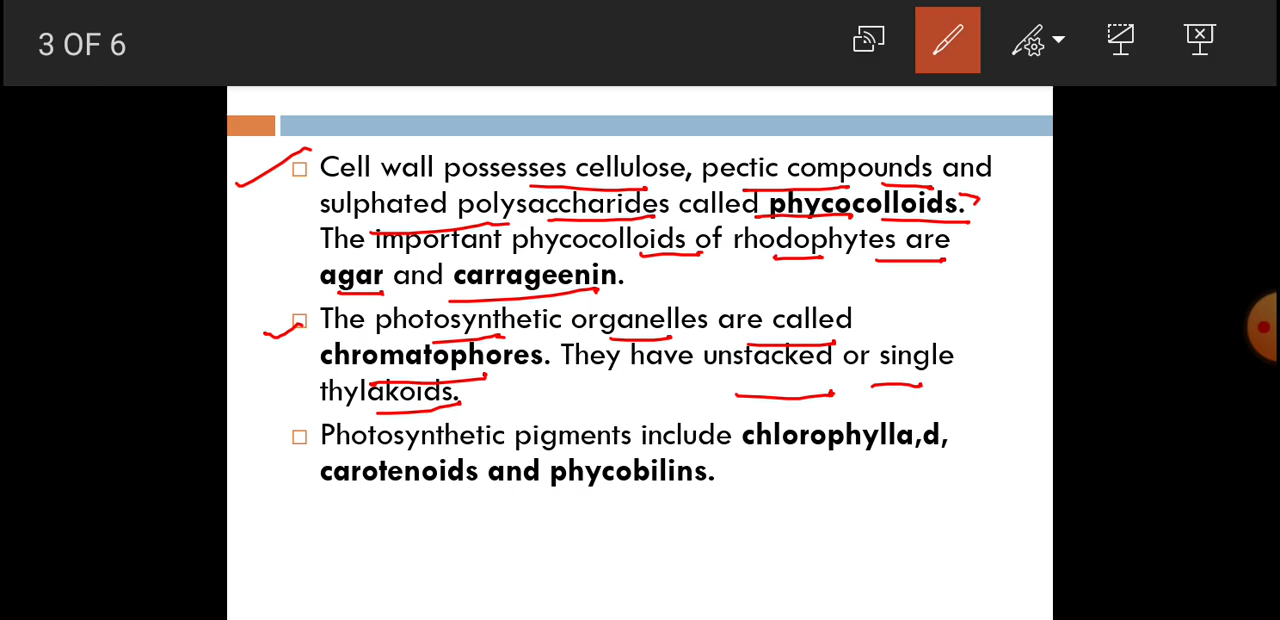 3 OF 6
Cell wall possesses cellulose, pectic compounds and
sulphated polysaccharides called phycocolloids.
The important phycocolloids of rhodophytes are
agar and carrageenin.
The photosynthetic organelles are called
chromatophores. They have unstacked or single
thylakoids.
Photosynthetic pigments include chlorophylla,d,
carotenoids and phycobilins.